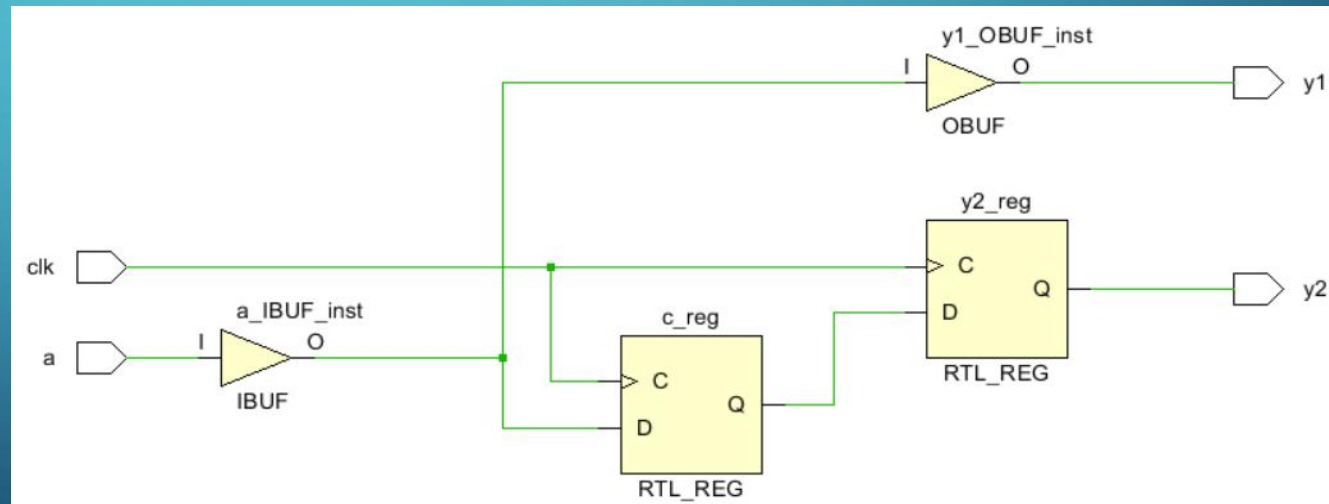 y1_OBUF_inst
I
O
y1
OBUF
y2_reg
clk
C
Q
y2
D
RTL_REG
a_IBUF_inst
I
O
a
IBUF
c_reg
C
Q
D
RTL_REG